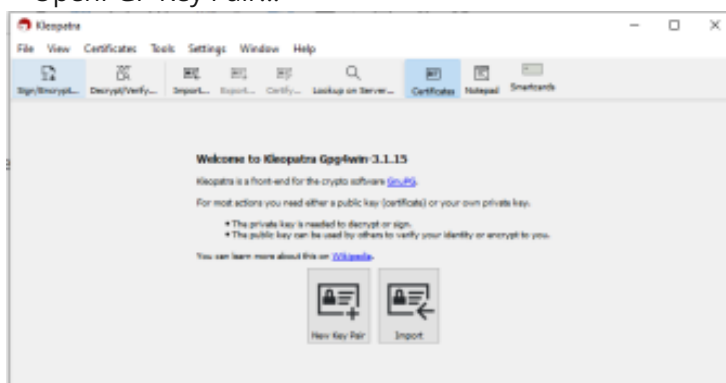 OpenPGP Key Pair...
Kleopatra
File View Certificates Tools Settings Window Help
Sign/Encrypt... Decrypt/Verify... Import... Export... Certify... Lookup on Server... Certificates Notepad Smartcards
Welcome to Kleopatra Gpg4win-3.1.15
Kleopatra is a front-end for the crypto software GnuPG.
For most actions you need either a public key (certificate) or your own private key.
• The private key is needed to decrypt or sign.
• The public key can be used by others to verify your identity or encrypt to you.
You can learn more about this on Wikipedia.
New Key Pair Import